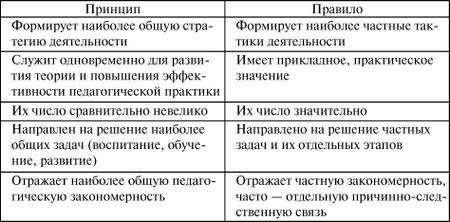 Принцип
Правило
Формирует наиболее общую стра-
тегию деятельности
Формирует наиболее частные так-
тики деятельности
Служит одновременно для разви-
тия теории и повышения эффек-
тивности педагогической практики
Имеет прикладное, практическое
значение
Их число сравнительно невелико
Их число значительно
Направлен на решение наиболее
общих задач (воспитание, обуче-
ние, развитие)
Направлено на решение частных
задач и их отдельных этапов
Отражает наиболее общую педаго-
гическую закономерность
Отражает частную закономерность,
часто — отдельную причинно-след-
ственную связь